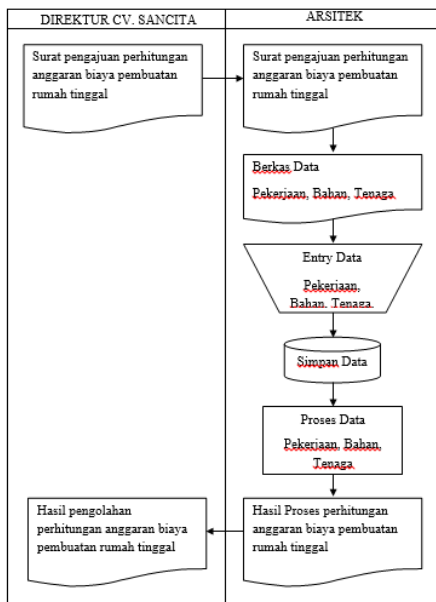 DIREKTUR CV. SANCITA
ARSITEK
Surat pengajuan perhitungan
anggaran biaya pembuatan
rumah tinggal
Surat pengajuan perhitungan
anggaran biaya pembuatan
rumah tinggal
Berkas Data
Pekerjaan, Bahan, Tenaga
Entry Data
Pekerjaan,
Bahan, Tenaga
Simpan Data
Proses Data
Pekerjaan, Bahan,
Tenaga
Hasil pengolahan
perhitungan anggaran biaya
pembuatan rumah tinggal
Hasil Proses perhitungan
anggaran biaya pembuatan
rumah tinggal